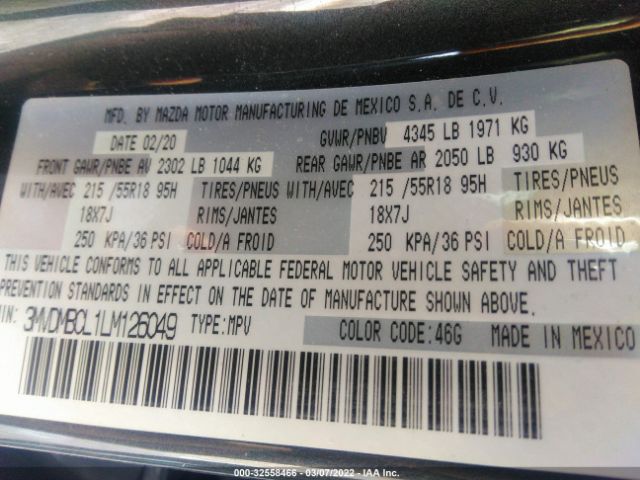 MFD. BY MAZDA MOTOR MANUFACTURING DE MEXICO S.A. DE C.V.
DATE 02/20 GVWR/PNBV 4345 LB 1971 KG
FRONT GAWR/PNBE AV 2302 LB 1044 KG REAR GAWR/PNBE AR 2050 LB 930 KG
WITH/AVEC 215 /55R18 95H TIRES/PNEUS WITH/AVEC 215 /55R18 95H TIRES/PNEUS
18X7J RIMS/JANTES 18X7J RIMS/JANTES
250 KPA/36 PSI COLD/A FROID 250 KPA/36 PSI COLD/A FROID
THIS VEHICLE CONFORMS TO ALL APPLICABLE FEDERAL MOTOR VEHICLE SAFETY AND THEFT
PREVENTION STANDARDS IN EFFECT ON THE DATE OF MANUFACTURE SHOWN ABOVE.
VIN: 3MVDMBCL1LM126049 TYPE: MPV COLOR CODE: 46G MADE IN MEXICO
000-32558466 - 03/07/2022 - IAA Inc.